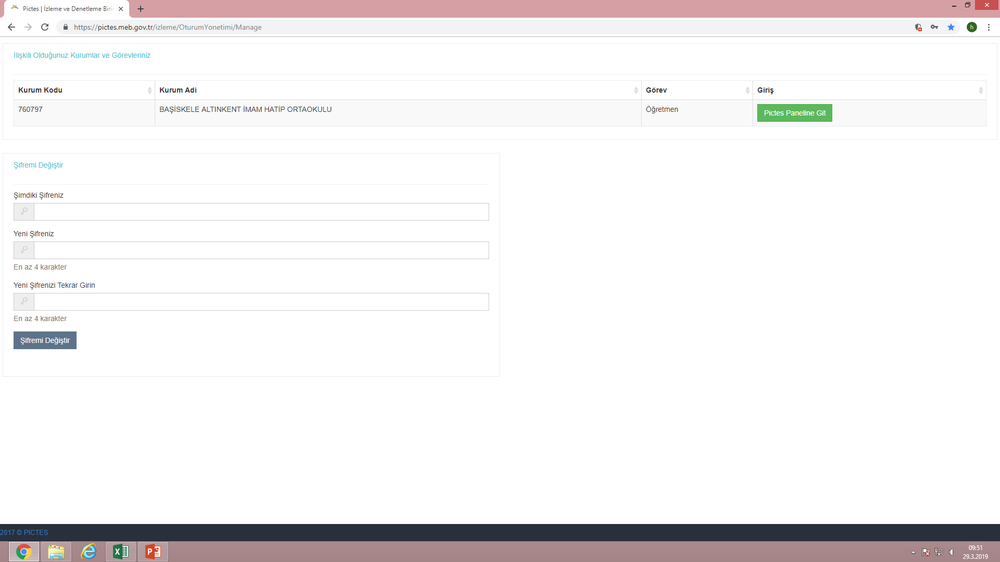 Pictes | İzleme ve Denetleme Biri
https://pictes.meb.gov.tr/izleme/OturumYonetimi/Manage
h
İlişkili Olduğunuz Kurumlar ve Görevleriniz
Kurum Kodu Kurum Adi Görev Giriş
760797 BAŞİSKELE ALTINKENT İMAM HATİP ORTAOKULU Öğretmen Pictes Paneline Git
Şifremi Değiştir
Şimdiki Şifreniz
Yeni Şifreniz
En az 4 karakter
Yeni Şifrenizi Tekrar Girin
En az 4 karakter
Şifremi Değiştir
2017 © PICTES
09:51
29.3.2019